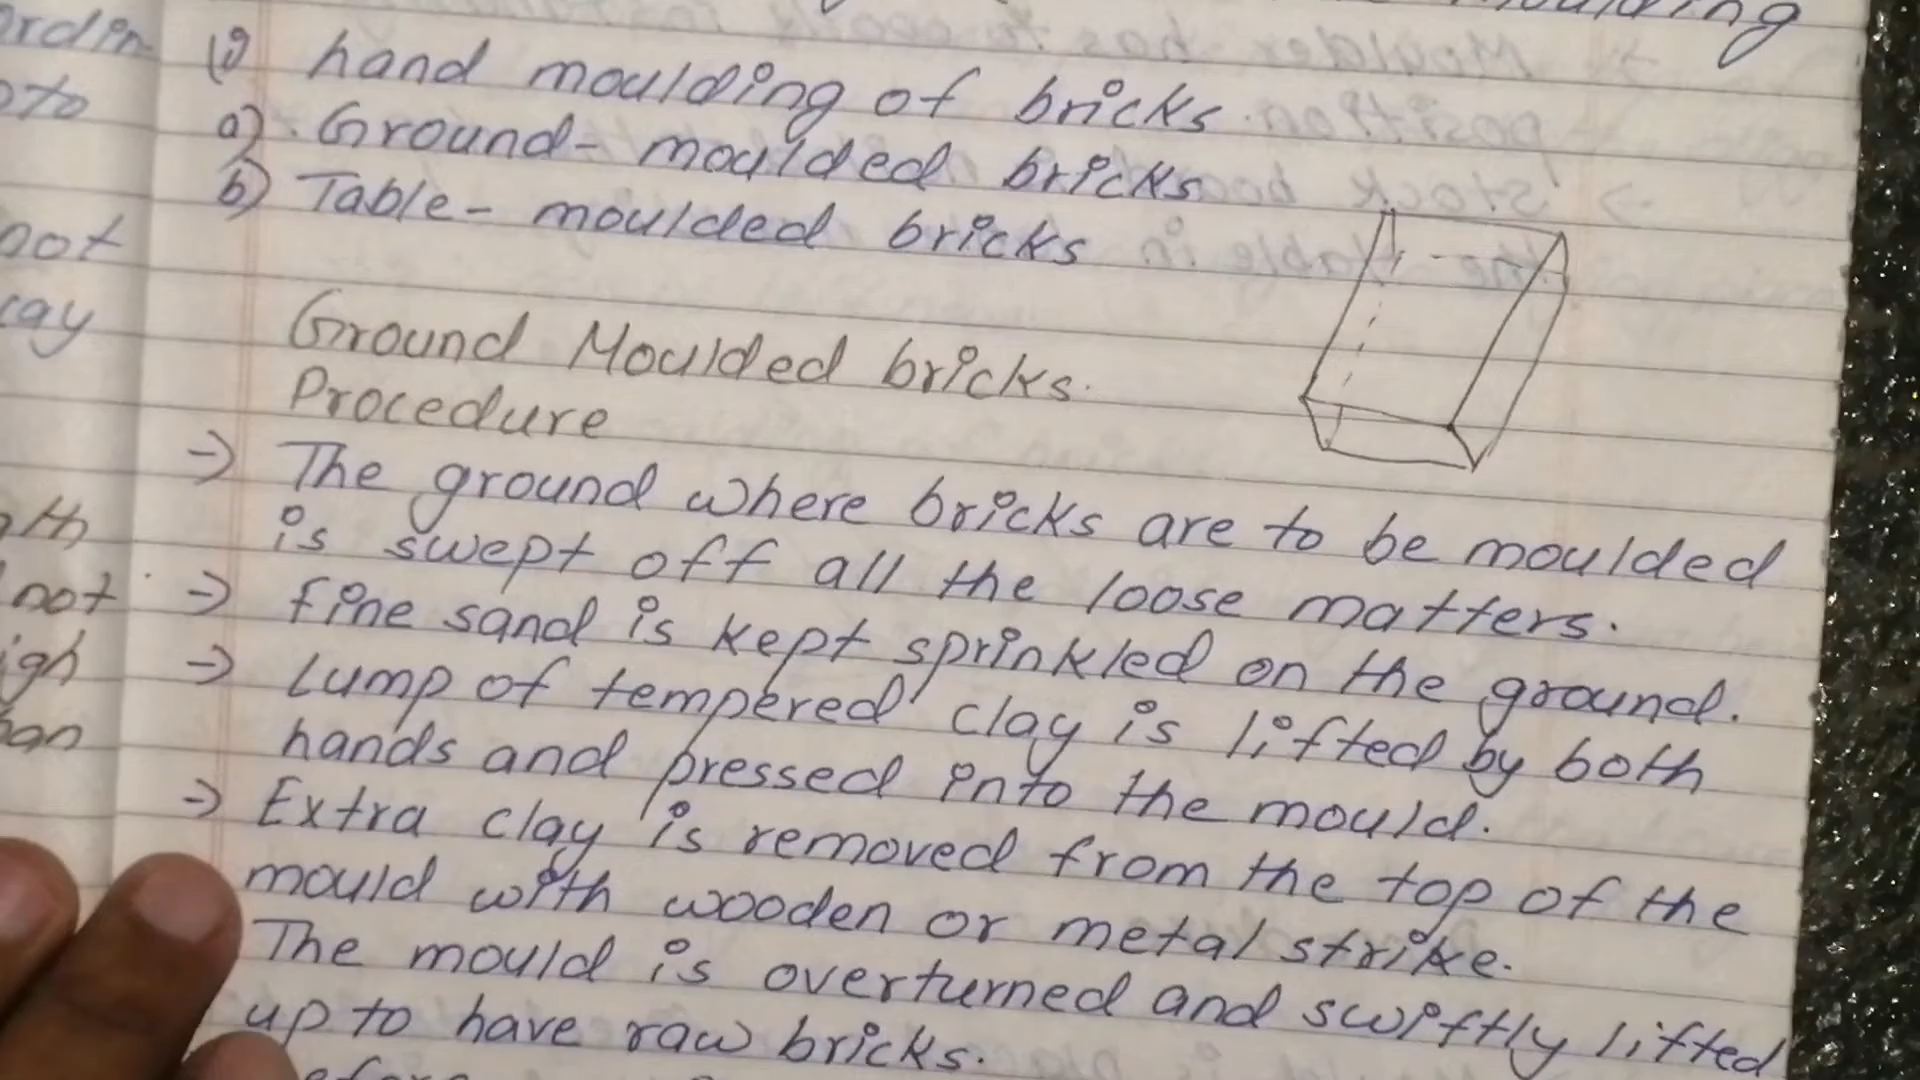 moulding
(i) hand moulding of bricks.
a). Ground- moulded bricks
b) Table- moulded bricks
Ground Moulded bricks.
Procedure
→ The ground where bricks are to be moulded
is swept off all the loose matters.
→ fine sand is kept sprinkled on the ground.
→ Lump of tempered clay is lifted by both
hands and pressed into the mould.
→ Extra clay is removed from the top of the
mould with wooden or metal strike.
The mould is overturned and swiftly lifted
up to have raw bricks.
not
not